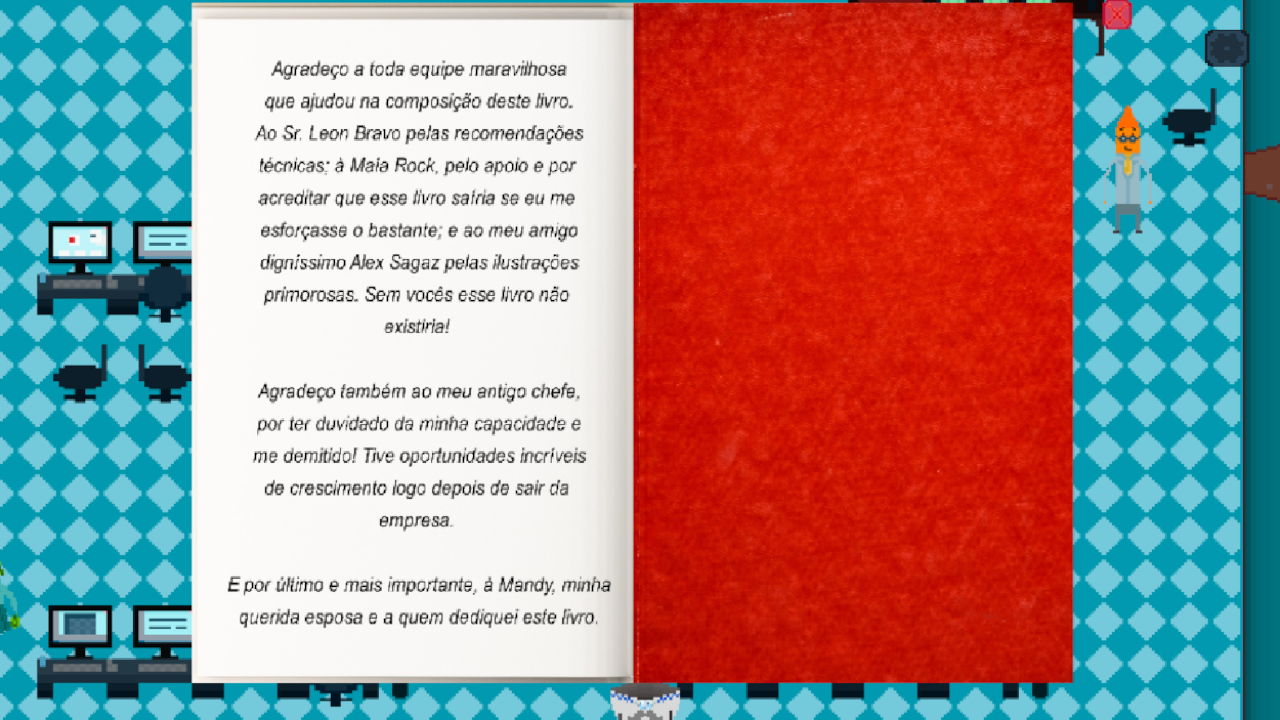 Agradeço a toda equipe maravilhosa
que ajudou na composição deste livro.
Ao Sr. Leon Bravo pelas recomendações
técnicas; à Maia Rock, pelo apoio e por
acreditar que esse livro sairia se eu me
esforçasse o bastante; e ao meu amigo
digníssimo Alex Sagaz pelas ilustrações
primorosas. Sem vocês esse livro não
existiria!
Agradeço também ao meu antigo chefe,
por ter duvidado da minha capacidade e
me demitido! Tive oportunidades incríveis
de crescimento logo depois de sair da
empresa.
E por último e mais importante, à Mandy, minha
querida esposa e a quem dediquei este livro.